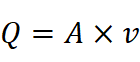 Q = A × v